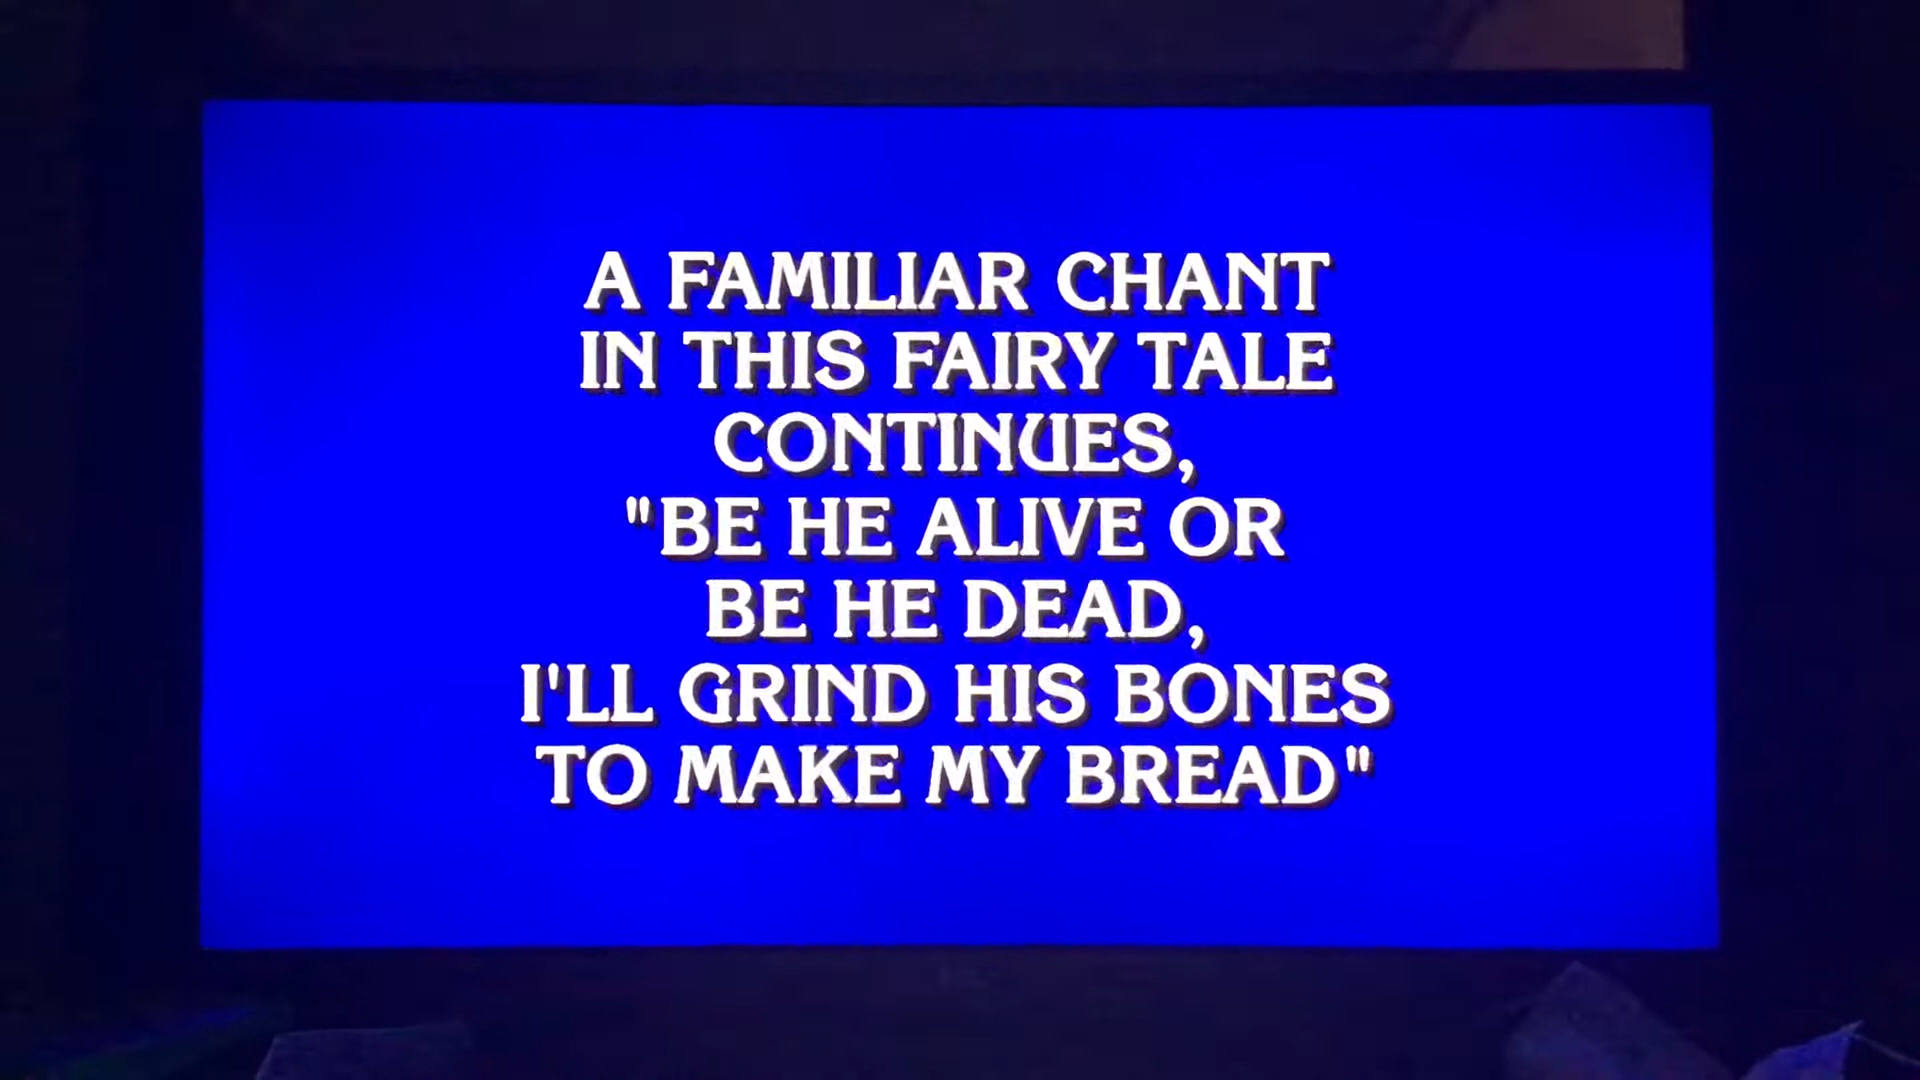 A FAMILIAR CHANT
IN THIS FAIRY TALE
CONTINUES,
"BE HE ALIVE OR
BE HE DEAD,
I'LL GRIND HIS BONES
TO MAKE MY BREAD"